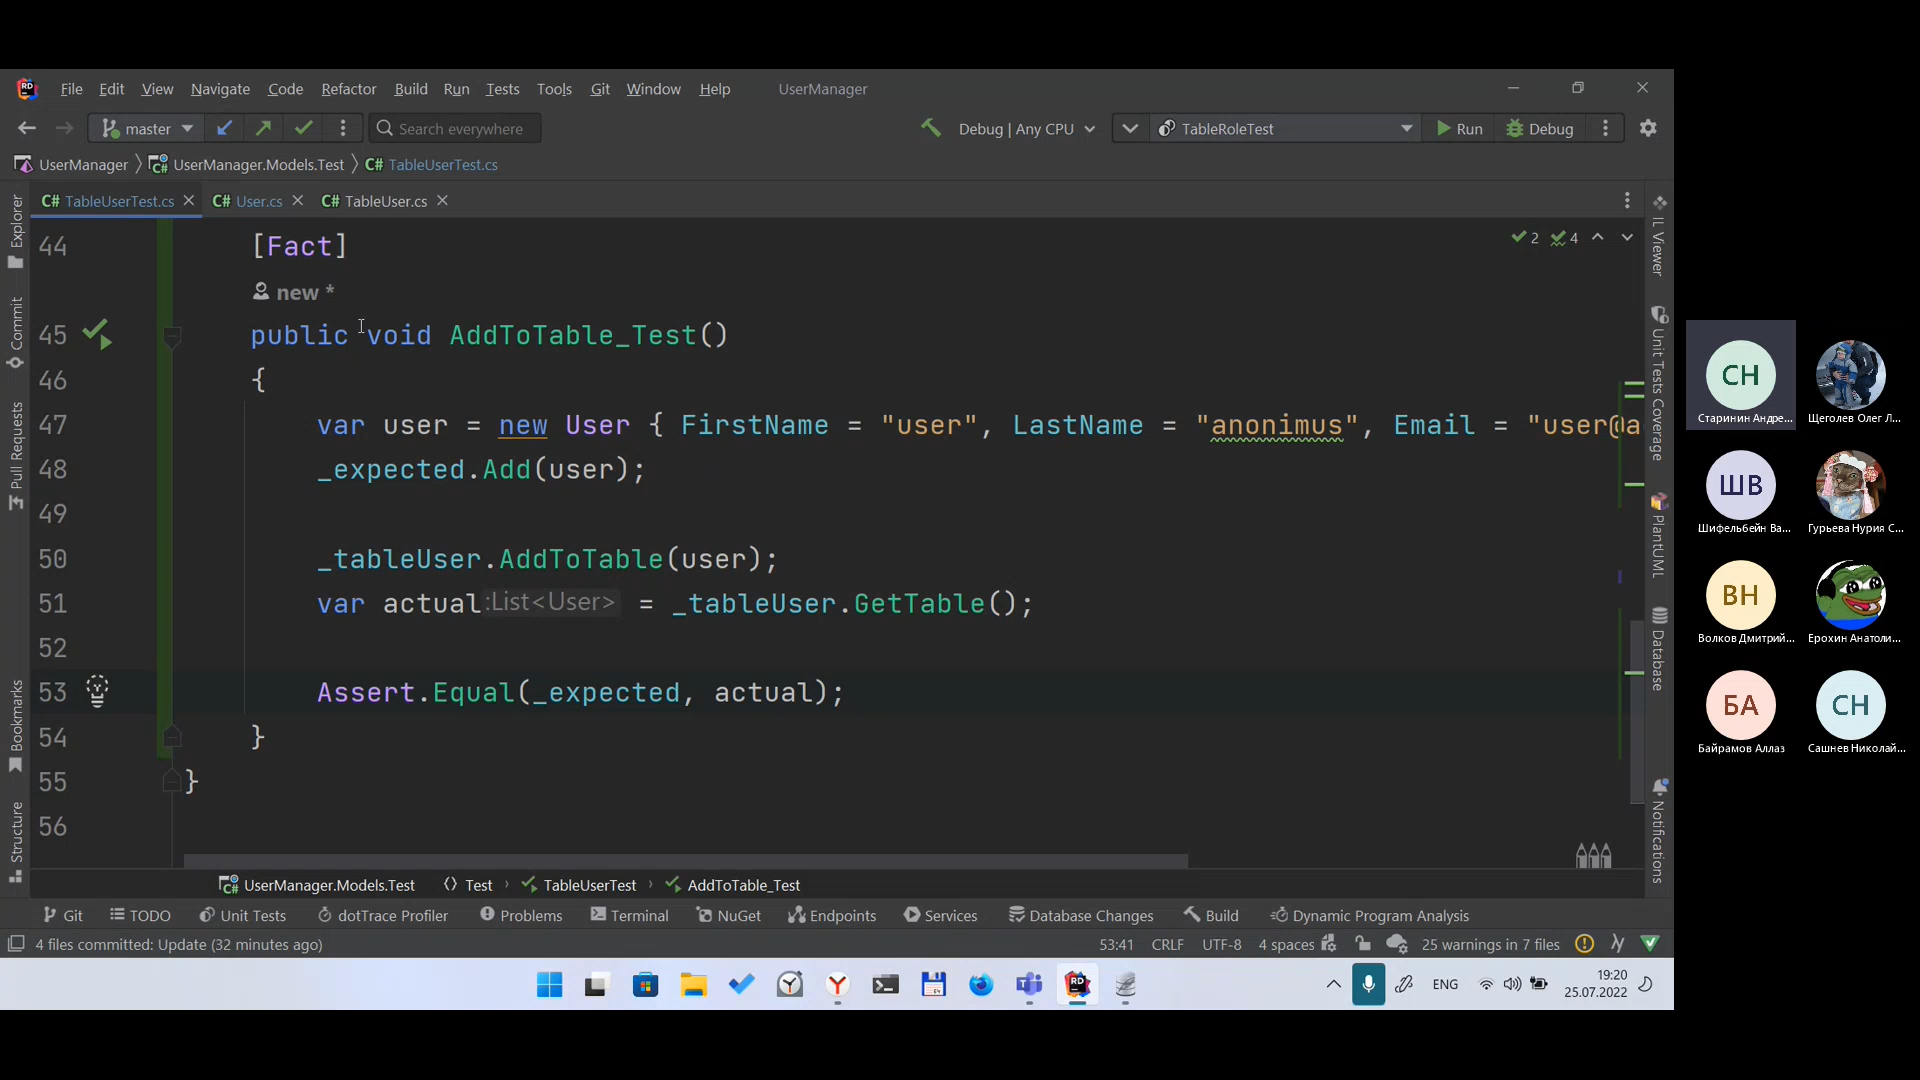 File Edit View Navigate Code Refactor Build Run Tests Tools Git Window Help UserManager
master Search everywhere Debug | Any CPU TableRoleTest Run Debug
UserManager UserManager.Models.Test C# TableUserTest.cs
C# TableUserTest.cs C# User.cs C# TableUser.cs
44 [Fact]
2 4
new *
45 public void AddToTable_Test()
46 {
47 var user = new User { FirstName = "user", LastName = "anonimus", Email = "user@a
48 _expected.Add(user);
49
50 _tableUser.AddToTable(user);
51 var actual :List<User> = _tableUser.GetTable();
52
53 Assert.Equal(_expected, actual);
54 }
55 }
56
Explorer
Commit
Pull Requests
Bookmarks
Structure
IL Viewer
Unit Tests Coverage
PlantUML
Database
Notifications
UserManager.Models.Test Test TableUserTest AddToTable_Test
Git TODO Unit Tests dotTrace Profiler Problems Terminal NuGet Endpoints Services Database Changes Build Dynamic Program Analysis
4 files committed: Update (32 minutes ago) 53:41 CRLF UTF-8 4 spaces 25 warnings in 7 files
ENG 19:20
25.07.2022
СН
Старинин Андре... Щеголев Олег Л...
ШВ
Шифельбейн Ва... Гурьева Нурия С...
ВН
Волков Дмитрий... Ерохин Анатоли...
БА СН
Байрамов Аллаз Сашнев Николай...